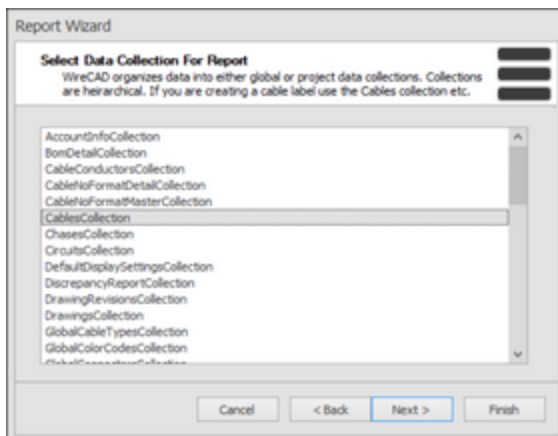 Report Wizard
Select Data Collection For Report
WireCAD organizes data into either global or project data collections. Collections
are heirarchical. If you are creating a cable label use the Cables collection etc.
AccountInfoCollection
BomDetailCollection
CableConductorsCollection
CableNoFormatDetailCollection
CableNoFormatMasterCollection
CablesCollection
ChasesCollection
CircuitsCollection
DefaultDisplaySettingsCollection
DiscrepancyReportCollection
DrawingRevisionsCollection
DrawingsCollection
GlobalCableTypesCollection
GlobalColorCodesCollection
GlobalConnectorsCollection
Cancel
< Back
Next >
Finish